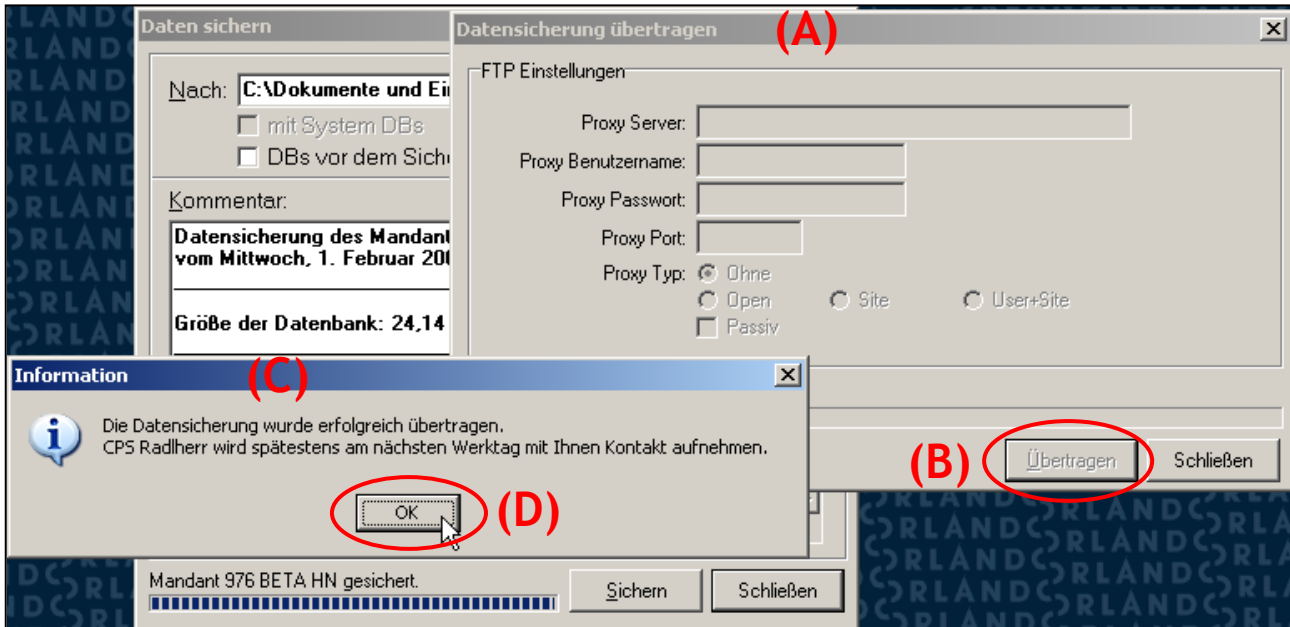 Daten sichern
Nach: C:\Dokumente und Ei
mit System DBs
DBs vor dem Sich
Kommentar:
Datensicherung des Mandant
vom Mittwoch, 1. Februar 200
Größe der Datenbank: 24,14
Datensicherung übertragen (A)
FTP Einstellungen
Proxy Server:
Proxy Benutzername:
Proxy Passwort:
Proxy Port:
Proxy Typ: Ohne
Open Site User+Site
Passiv
(B) Übertragen Schließen
Information (C)
Die Datensicherung wurde erfolgreich übertragen.
CPS Radlherr wird spätestens am nächsten Werktag mit Ihnen Kontakt aufnehmen.
OK (D)
Mandant 976 BETA HN gesichert.
Sichern Schließen
ORLANDO